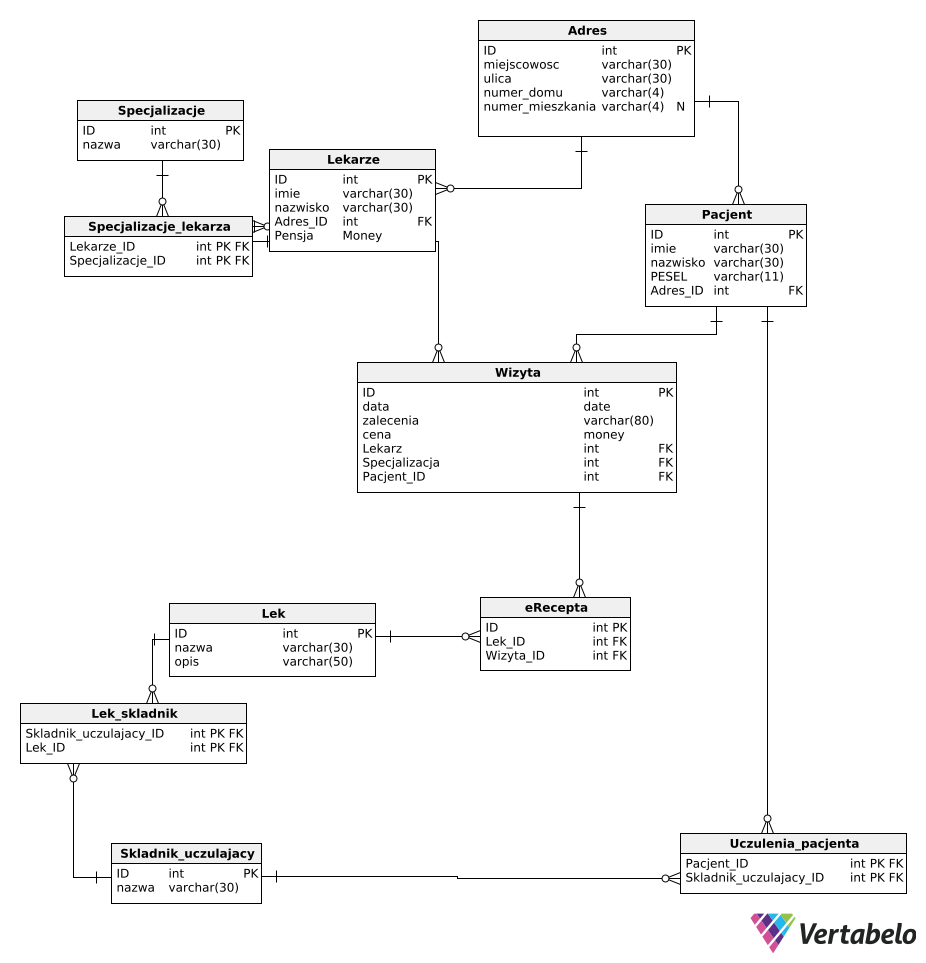 Adres
ID int PK
miejscowosc varchar(30)
ulica varchar(30)
numer_domu varchar(4)
numer_mieszkania varchar(4) N
Specjalizacje
ID int PK
nazwa varchar(30)
Lekarze
ID int PK
imie varchar(30)
nazwisko varchar(30)
Adres_ID int FK
Pensja Money
Specjalizacje_lekarza
Lekarze_ID int PK FK
Specjalizacje_ID int PK FK
Pacjent
ID int PK
imie varchar(30)
nazwisko varchar(30)
PESEL varchar(11)
Adres_ID int FK
Wizyta
ID int PK
data date
zalecenia varchar(80)
cena money
Lekarz int FK
Specjalizacja int FK
Pacjent_ID int FK
eRecepta
ID int PK
Lek_ID int FK
Wizyta_ID int FK
Lek
ID int PK
nazwa varchar(30)
opis varchar(50)
Lek_skladnik
Skladnik_uczulajacy_ID int PK FK
Lek_ID int PK FK
Skladnik_uczulajacy
ID int PK
nazwa varchar(30)
Uczulenia_pacjenta
Pacjent_ID int PK FK
Skladnik_uczulajacy_ID int PK FK
Vertabelo